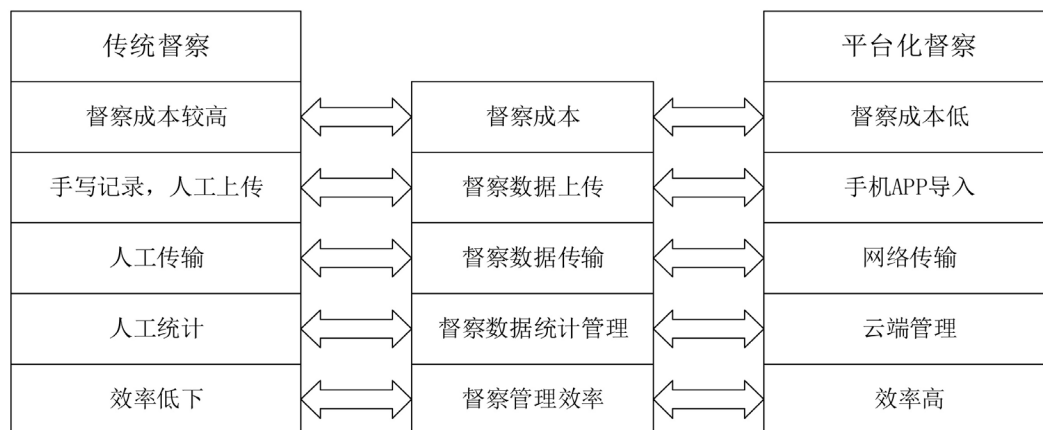 传统督察
平台化督察
督察成本较高
督察成本
督察成本低
手写记录，人工上传
督察数据上传
手机APP导入
人工传输
督察数据传输
网络传输
人工统计
督察数据统计管理
云端管理
效率低下
督察管理效率
效率高